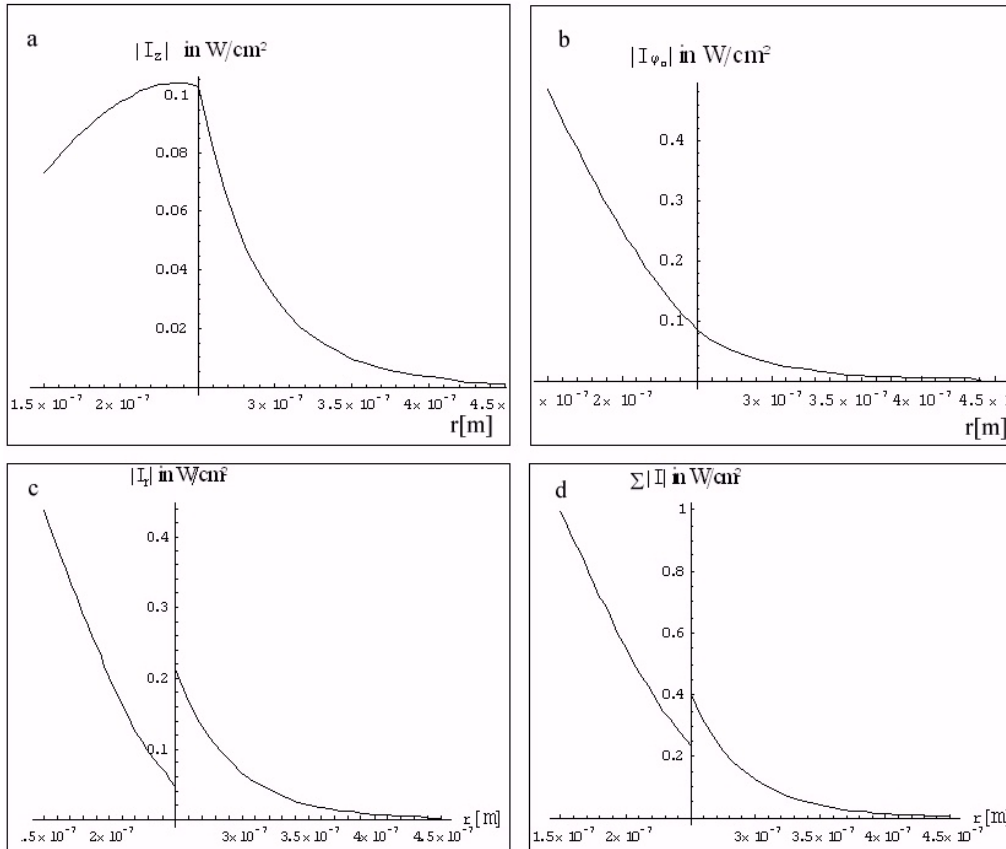 a
|I_z| in W/cm²
0.1
0.08
0.06
0.04
0.02
1.5× 10⁻⁷ 2× 10⁻⁷ 3× 10⁻⁷ 3.5× 10⁻⁷ 4× 10⁻⁷ 4.5×
r[m]
b
|I_φₒ| in W/cm²
0.4
0.3
0.2
0.1
× 10⁻⁷ 2× 10⁻⁷ 3× 10⁻⁷ 3.5× 10⁻⁷ 4× 10⁻⁷ 4.5×
r[m]
c
|I_r| in W/cm²
0.4
0.3
0.2
0.1
.5× 10⁻⁷ 2× 10⁻⁷ 3× 10⁻⁷ 3.5× 10⁻⁷ 4× 10⁻⁷ 4.5× 10⁻⁷
r[m]
d
∑|I| in W/cm²
1
0.8
0.6
0.4
0.2
1.5× 10⁻⁷ 2× 10⁻⁷ 3× 10⁻⁷ 3.5× 10⁻⁷ 4× 10⁻⁷ 4.5× 10⁻⁷
r[m]